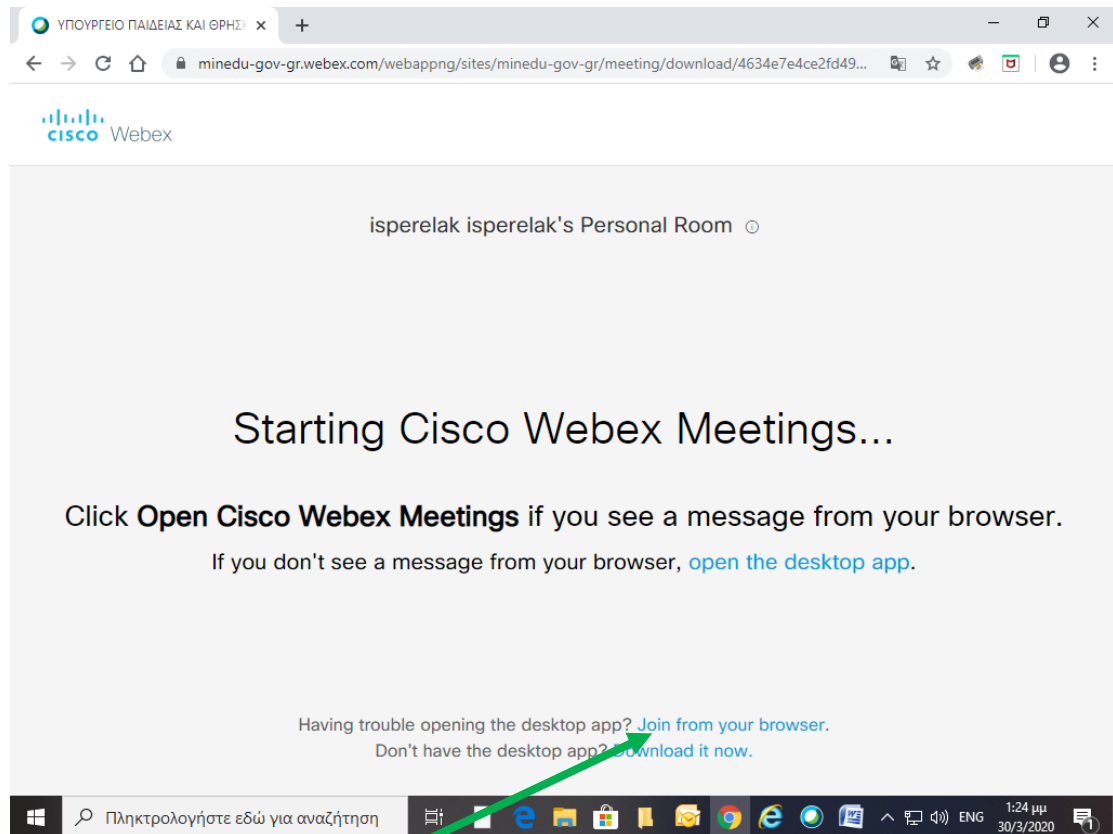 ΥΠΟΥΡΓΕΙΟ ΠΑΙΔΕΙΑΣ ΚΑΙ ΘΡΗΣΚ
minedu-gov-gr.webex.com/webappng/sites/minedu-gov-gr/meeting/download/4634e7e4ce2fd49...
cisco Webex
isperelak isperelak's Personal Room
Starting Cisco Webex Meetings...
Click Open Cisco Webex Meetings if you see a message from your browser.
If you don't see a message from your browser, open the desktop app.
Having trouble opening the desktop app? Join from your browser.
Don't have the desktop app? Download it now.
Πληκτρολογήστε εδώ για αναζήτηση
ENG
1:24 μμ
30/3/2020
1